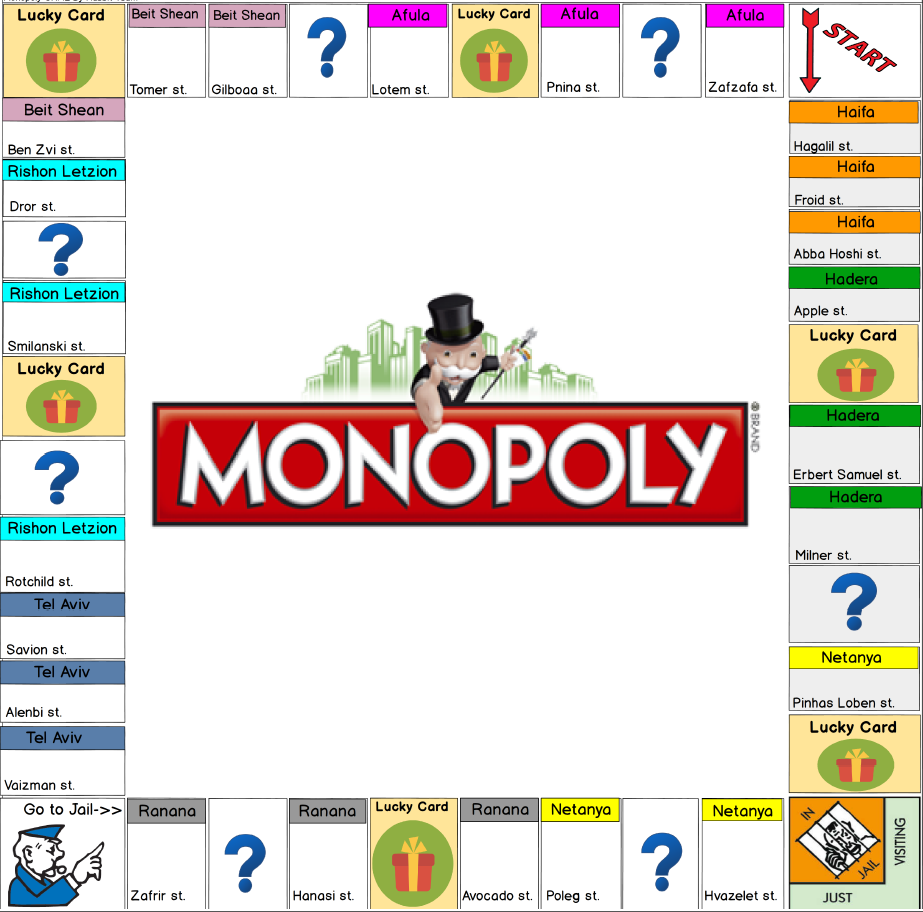 Lucky Card
Beit Shean
Tomer st.
Beit Shean
Gilboaa st.
?
Afula
Lotem st.
Lucky Card
Afula
Pnina st.
?
Afula
Zafzafa st.
START
Beit Shean
Ben Zvi st.
Rishon Letzion
Dror st.
?
Rishon Letzion
Smilanski st.
Lucky Card
?
Rishon Letzion
Rotchild st.
Tel Aviv
Savion st.
Tel Aviv
Alenbi st.
Tel Aviv
Vaizman st.
MONOPOLY
® BRAND
Haifa
Hagalil st.
Haifa
Froid st.
Haifa
Abba Hoshi st.
Hadera
Apple st.
Lucky Card
Hadera
Erbert Samuel st.
Hadera
Milner st.
?
Netanya
Pinhas Loben st.
Lucky Card
Go to Jail->>
Ranana
Zafrir st.
?
Ranana
Hanasi st.
Lucky Card
Ranana
Avocado st.
Netanya
Poleg st.
?
Netanya
Hvazelet st.
IN
JAIL
JUST
VISITING